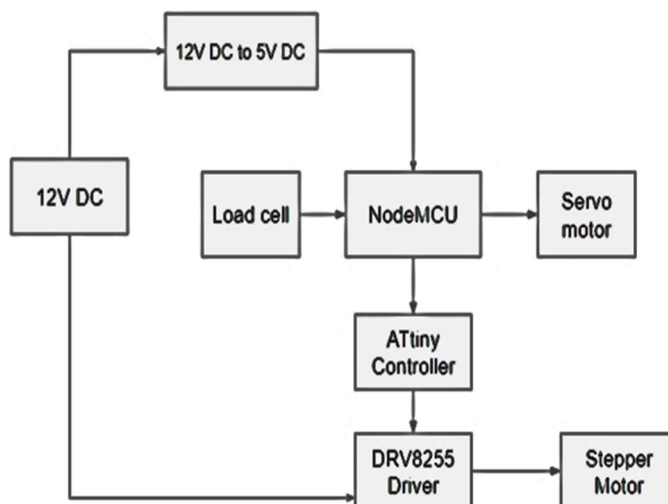 12V DC to 5V DC
12V DC
Load cell
NodeMCU
Servo
motor
ATtiny
Controller
DRV8255
Driver
Stepper
Motor